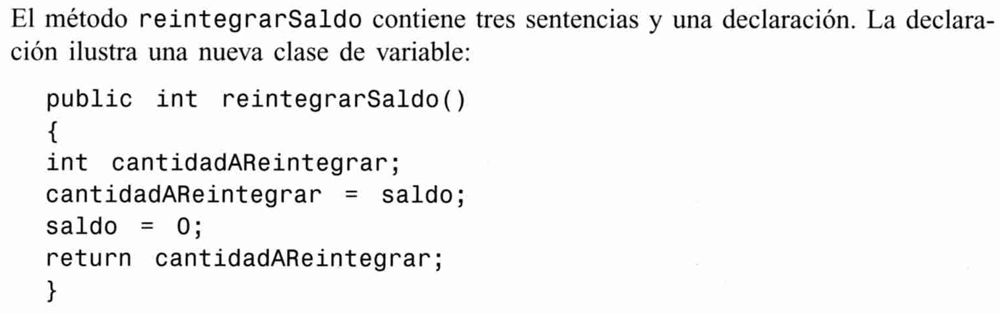 El método reintegrarSaldo contiene tres sentencias y una declaración. La declara-
ción ilustra una nueva clase de variable:
public int reintegrarSaldo()
{
int cantidadAReintegrar;
cantidadAReintegrar = saldo;
saldo = 0;
return cantidadAReintegrar;
}